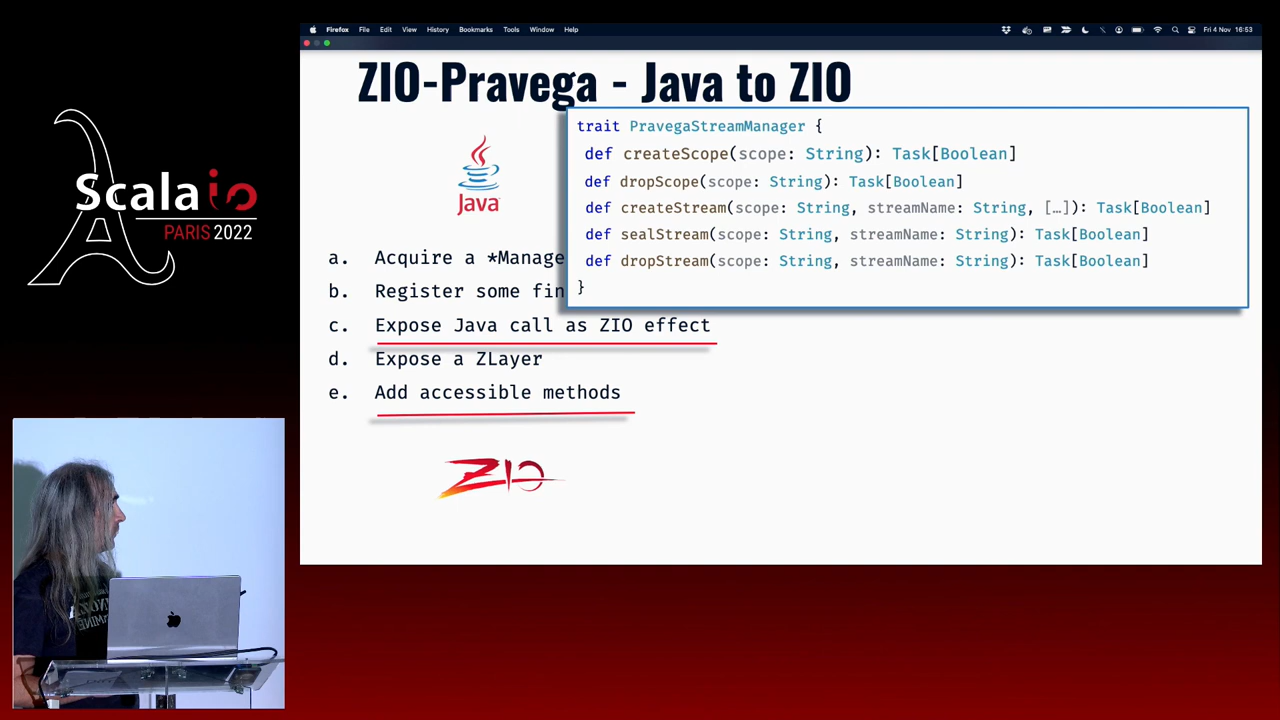 Firefox File Edit View History Bookmarks Tools Window Help Fri 4 Nov 16:53
ZIO-Pravega - Java to ZIO
Java
Scalaio
PARIS 2022
trait PravegaStreamManager {
def createScope(scope: String): Task[Boolean]
def dropScope(scope: String): Task[Boolean]
def createStream(scope: String, streamName: String, […]): Task[Boolean]
def sealStream(scope: String, streamName: String): Task[Boolean]
def dropStream(scope: String, streamName: String): Task[Boolean]
}
a. Acquire a *Manage
b. Register some fin
c. Expose Java call as ZIO effect
d. Expose a ZLayer
e. Add accessible methods
ZIO